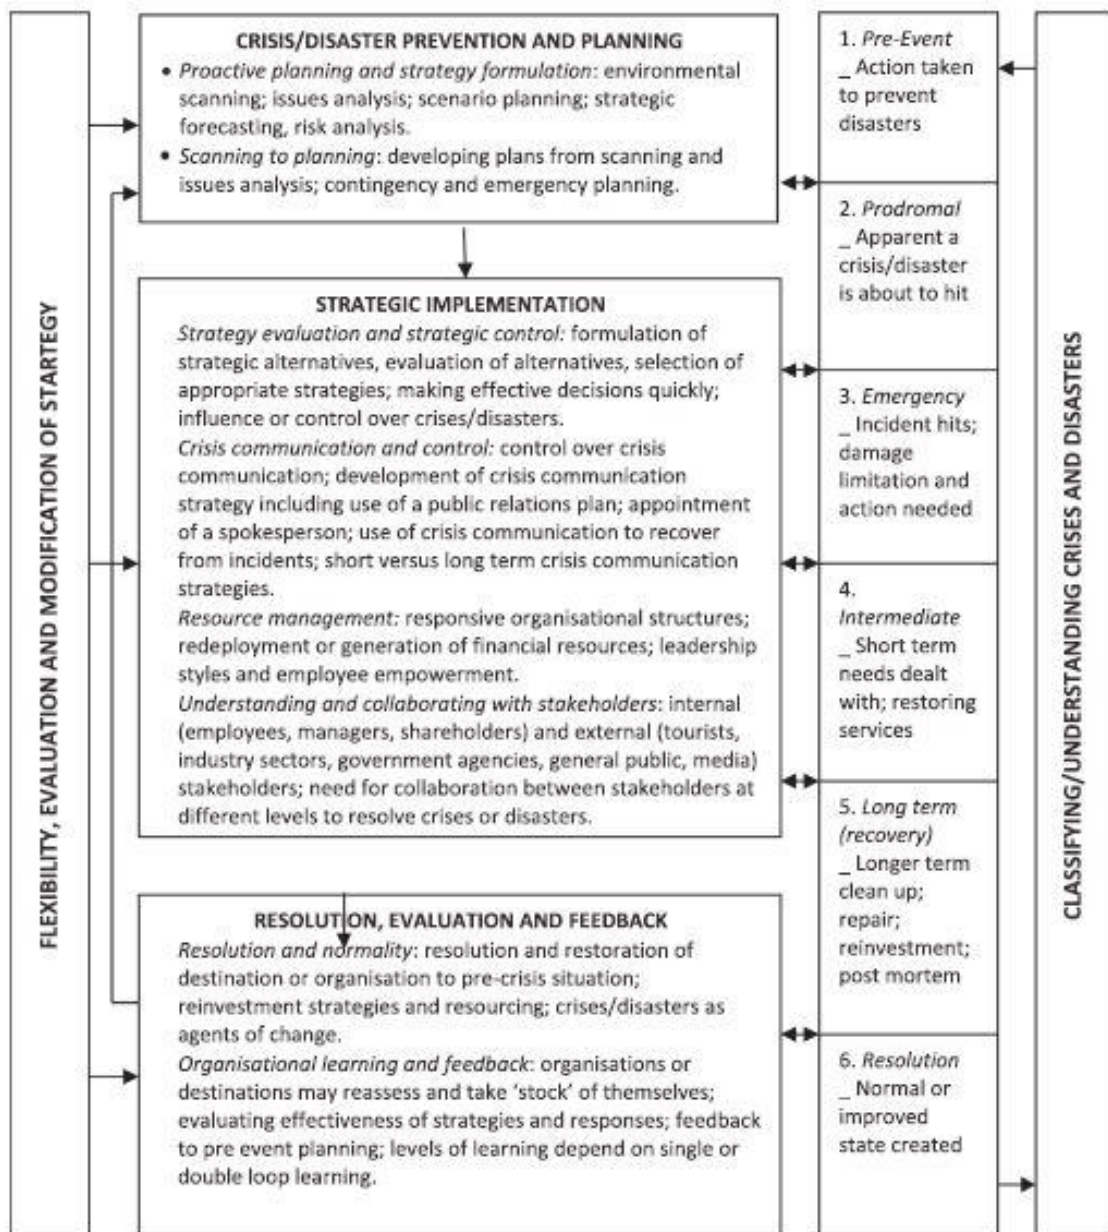 FLEXIBILITY, EVALUATION AND MODIFICATION OF STARTEGY
CRISIS/DISASTER PREVENTION AND PLANNING
• Proactive planning and strategy formulation: environmental
scanning; issues analysis; scenario planning; strategic
forecasting, risk analysis.
• Scanning to planning: developing plans from scanning and
issues analysis; contingency and emergency planning.
STRATEGIC IMPLEMENTATION
Strategy evaluation and strategic control: formulation of
strategic alternatives, evaluation of alternatives, selection of
appropriate strategies; making effective decisions quickly;
influence or control over crises/disasters.
Crisis communication and control: control over crisis
communication; development of crisis communication
strategy including use of a public relations plan; appointment
of a spokesperson; use of crisis communication to recover
from incidents; short versus long term crisis communication
strategies.
Resource management: responsive organisational structures;
redeployment or generation of financial resources; leadership
styles and employee empowerment.
Understanding and collaborating with stakeholders: internal
(employees, managers, shareholders) and external (tourists,
industry sectors, government agencies, general public, media)
stakeholders; need for collaboration between stakeholders at
different levels to resolve crises or disasters.
RESOLUTION, EVALUATION AND FEEDBACK
Resolution and normality: resolution and restoration of
destination or organisation to pre-crisis situation;
reinvestment strategies and resourcing; crises/disasters as
agents of change.
Organisational learning and feedback: organisations or
destinations may reassess and take ‘stock’ of themselves;
evaluating effectiveness of strategies and responses; feedback
to pre event planning; levels of learning depend on single or
double loop learning.
1. Pre-Event
_ Action taken
to prevent
disasters
2. Prodromal
_ Apparent a
crisis/disaster
is about to hit
3. Emergency
_ Incident hits;
damage
limitation and
action needed
4.
Intermediate
_ Short term
needs dealt
with; restoring
services
5. Long term
(recovery)
_ Longer term
clean up;
repair;
reinvestment;
post mortem
6. Resolution
_ Normal or
improved
state created
CLASSIFYING/UNDERSTANDING CRISES AND DISASTERS